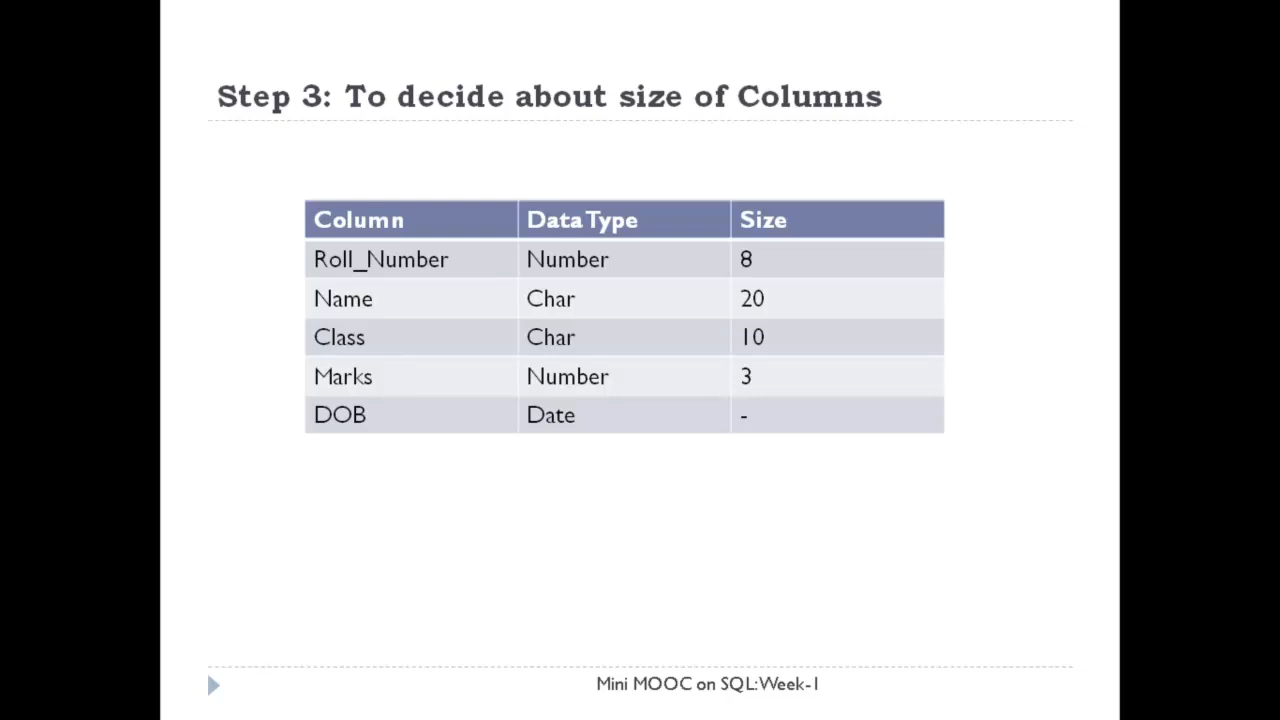 Step 3: To decide about size of Columns
Column Data Type Size
Roll_Number Number 8
Name Char 20
Class Char 10
Marks Number 3
DOB Date -
Mini MOOC on SQL:Week-1